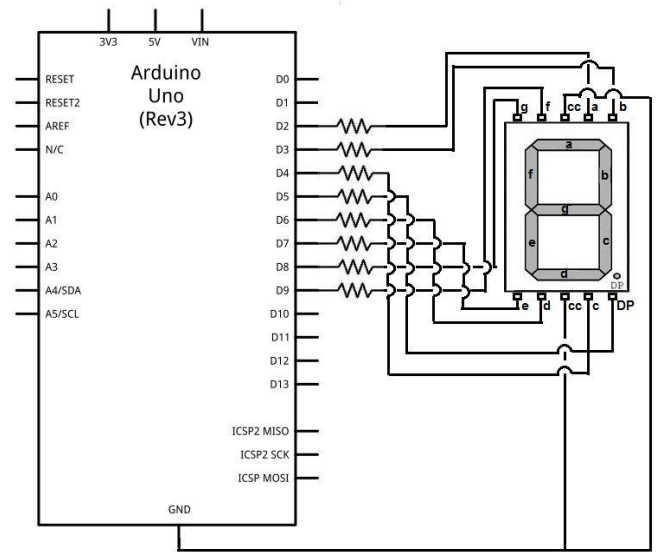 3V3 5V VIN
Arduino
Uno
(Rev3)
RESET
RESET2
AREF
N/C
A0
A1
A2
A3
A4/SDA
A5/SCL
D0
D1
D2
D3
D4
D5
D6
D7
D8
D9
D10
D11
D12
D13
ICSP2 MISO
ICSP2 SCK
ICSP MOSI
GND
g f cc a b
a
f b
g
e c
d
DP
e d cc c DP